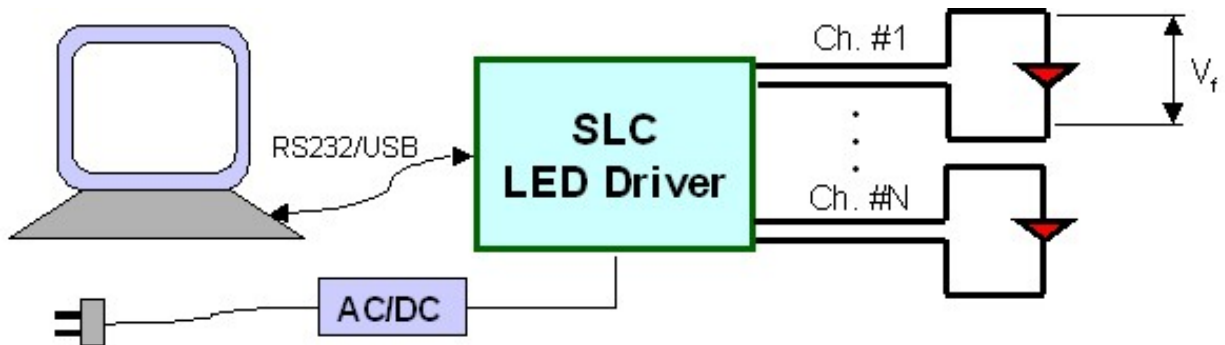 Ch. #1
V_f
RS232/USB
SLC
LED Driver
Ch. #N
AC/DC